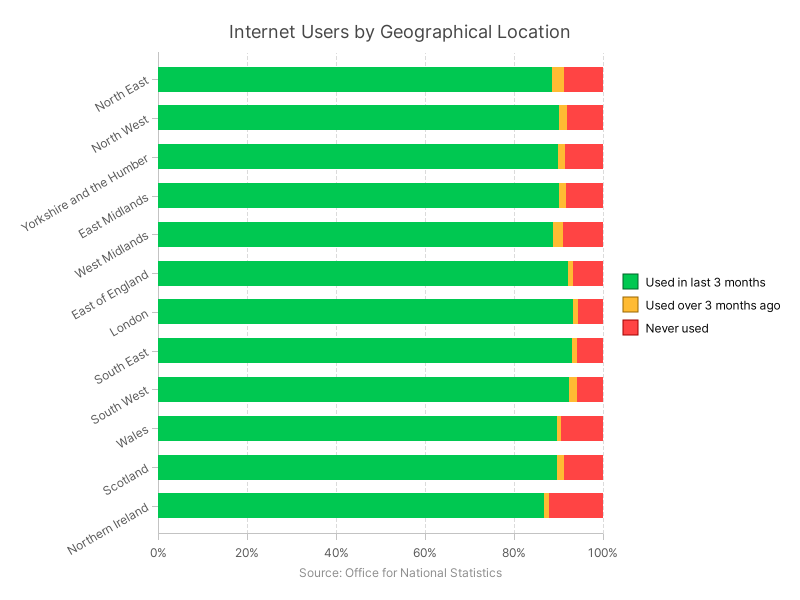 Internet Users by Geographical Location
North East
North West
Yorkshire and the Humber
East Midlands
West Midlands
East of England
London
South East
South West
Wales
Scotland
Northern Ireland
0% 20% 40% 60% 80% 100%
Source: Office for National Statistics
Used in last 3 months
Used over 3 months ago
Never used